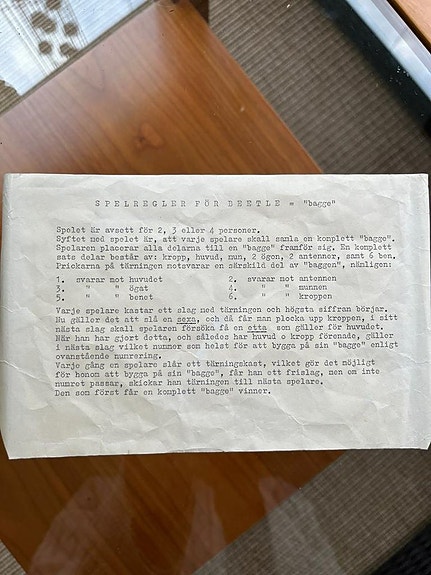 SPELREGLER FÖR BEETLE = "bagge"
Spelet är avsett för 2, 3 eller 4 personer.
Syftet med spelet är, att varje spelare skall samla en komplett "bagge".
Spelaren placerar alla delarna till en "bagge" framför sig. En komplett
sats delar består av: kropp, huvud, mun, 2 ögon, 2 antenner, samt 6 ben.
Prickarna på tärningen motsvarar en särskild del av "baggen", nämligen:
1. svarar mot huvudet 2. svarar mot antennen
3. " " ögat 4. " " munnen
5. " " benet 6. " " kroppen
Varje spelare kastar ett slag med tärningen och högsta siffran börjar.
Nu gäller det att slå en sexa, och då får man plocka upp kroppen, i sitt
nästa slag skall spelaren försöka få en etta som gäller för huvudet.
När han har gjort detta, och således har huvud o kropp förenade, gäller
i nästa slag vilket nummor som helst för att bygga på sin "bagge" enligt
ovanstående numrering.
Varje gång en spelare slår ett tärningskast, vilket gör det möjligt
för honom att bygga på sin "bagge", får han ett frislag, men om inte
numret passar, skickar han tärningen till nästa spelare.
Den som först får en komplett "bagge" vinner.